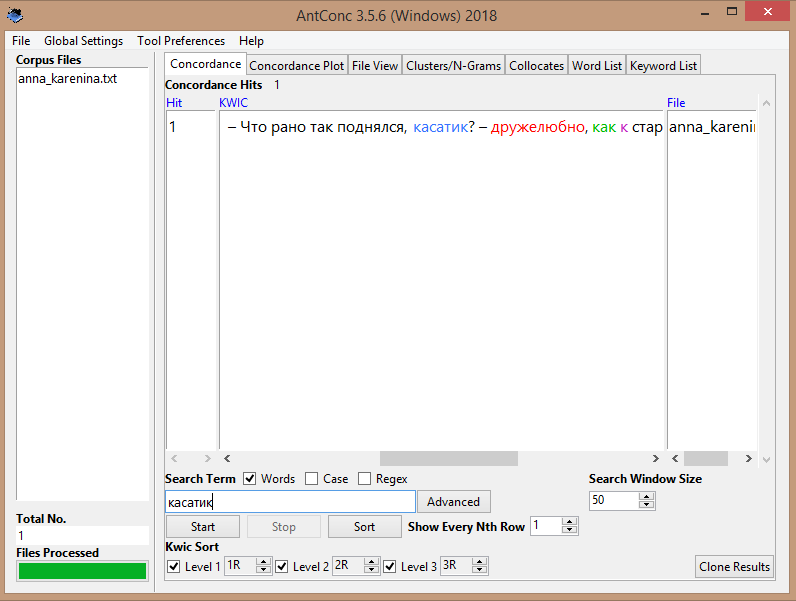 AntConc 3.5.6 (Windows) 2018
File Global Settings Tool Preferences Help
Corpus Files
anna_karenina.txt
Concordance Concordance Plot File View Clusters/N-Grams Collocates Word List Keyword List
Concordance Hits 1
Hit KWIC File
1 – Что рано так поднялся, касатик? – дружелюбно, как к стар anna_kareni
Search Term Words Case Regex
Search Window Size
касатик Advanced
50
Start Stop Sort Show Every Nth Row 1
Kwic Sort
Level 1 1R Level 2 2R Level 3 3R Clone Results
Total No.
1
Files Processed